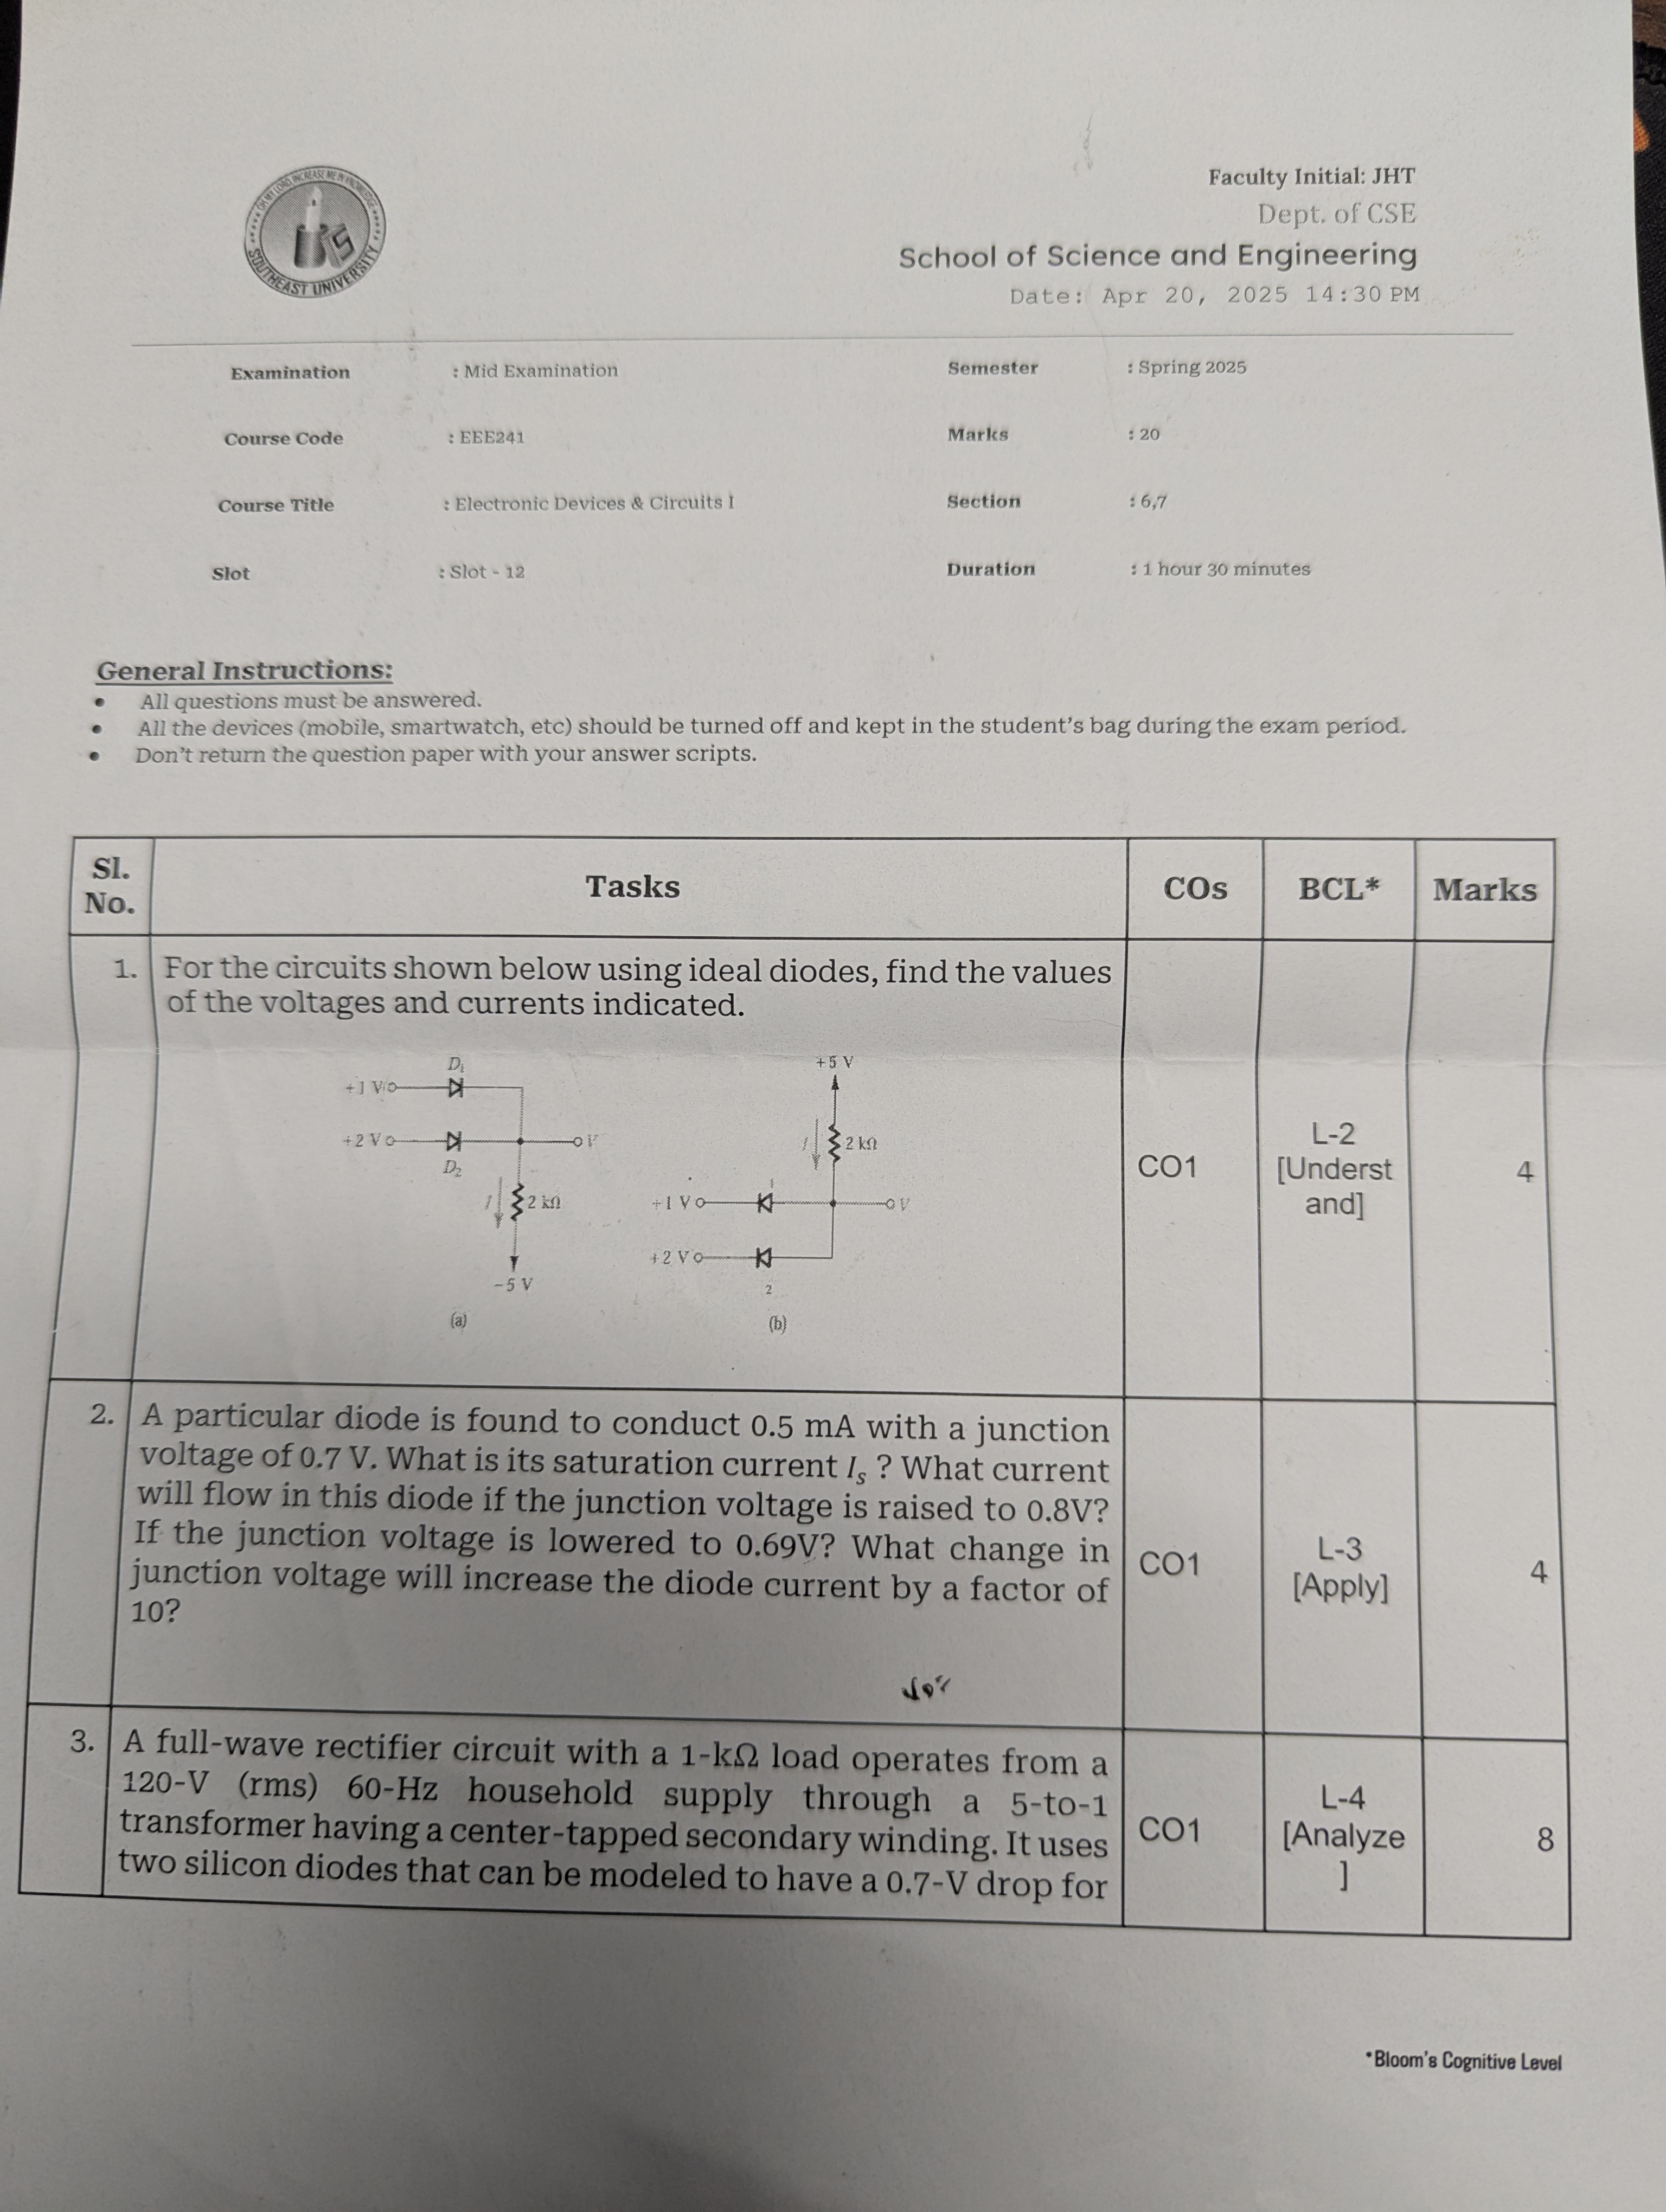 OH MY LORD, INCREASE ME IN KNOWLEDGE
SOUTHEAST UNIVERSITY
Faculty Initial: JHT
Dept. of CSE
School of Science and Engineering
Date: Apr 20, 2025 14:30 PM
Examination : Mid Examination Semester : Spring 2025
Course Code : EEE241 Marks : 20
Course Title : Electronic Devices & Circuits I Section : 6,7
Slot : Slot - 12 Duration : 1 hour 30 minutes
General Instructions:
• All questions must be answered.
• All the devices (mobile, smartwatch, etc) should be turned off and kept in the student's bag during the exam period.
• Don't return the question paper with your answer scripts.
Sl. No. Tasks COs BCL* Marks
1. For the circuits shown below using ideal diodes, find the values
of the voltages and currents indicated.
D₁
+1 V
+2 V
D₂
V
I
2 kΩ
−5 V
(a)
+5 V
I
2 kΩ
+1 V
V
+2 V
2
(b)
CO1
L-2
[Underst
and]
4
2. A particular diode is found to conduct 0.5 mA with a junction
voltage of 0.7 V. What is its saturation current Iₛ ? What current
will flow in this diode if the junction voltage is raised to 0.8V?
If the junction voltage is lowered to 0.69V? What change in
junction voltage will increase the diode current by a factor of
10?
CO1
L-3
[Apply]
4
3. A full-wave rectifier circuit with a 1-kΩ load operates from a
120-V (rms) 60-Hz household supply through a 5-to-1
transformer having a center-tapped secondary winding. It uses
two silicon diodes that can be modeled to have a 0.7-V drop for
CO1
L-4
[Analyze
]
8
*Bloom's Cognitive Level